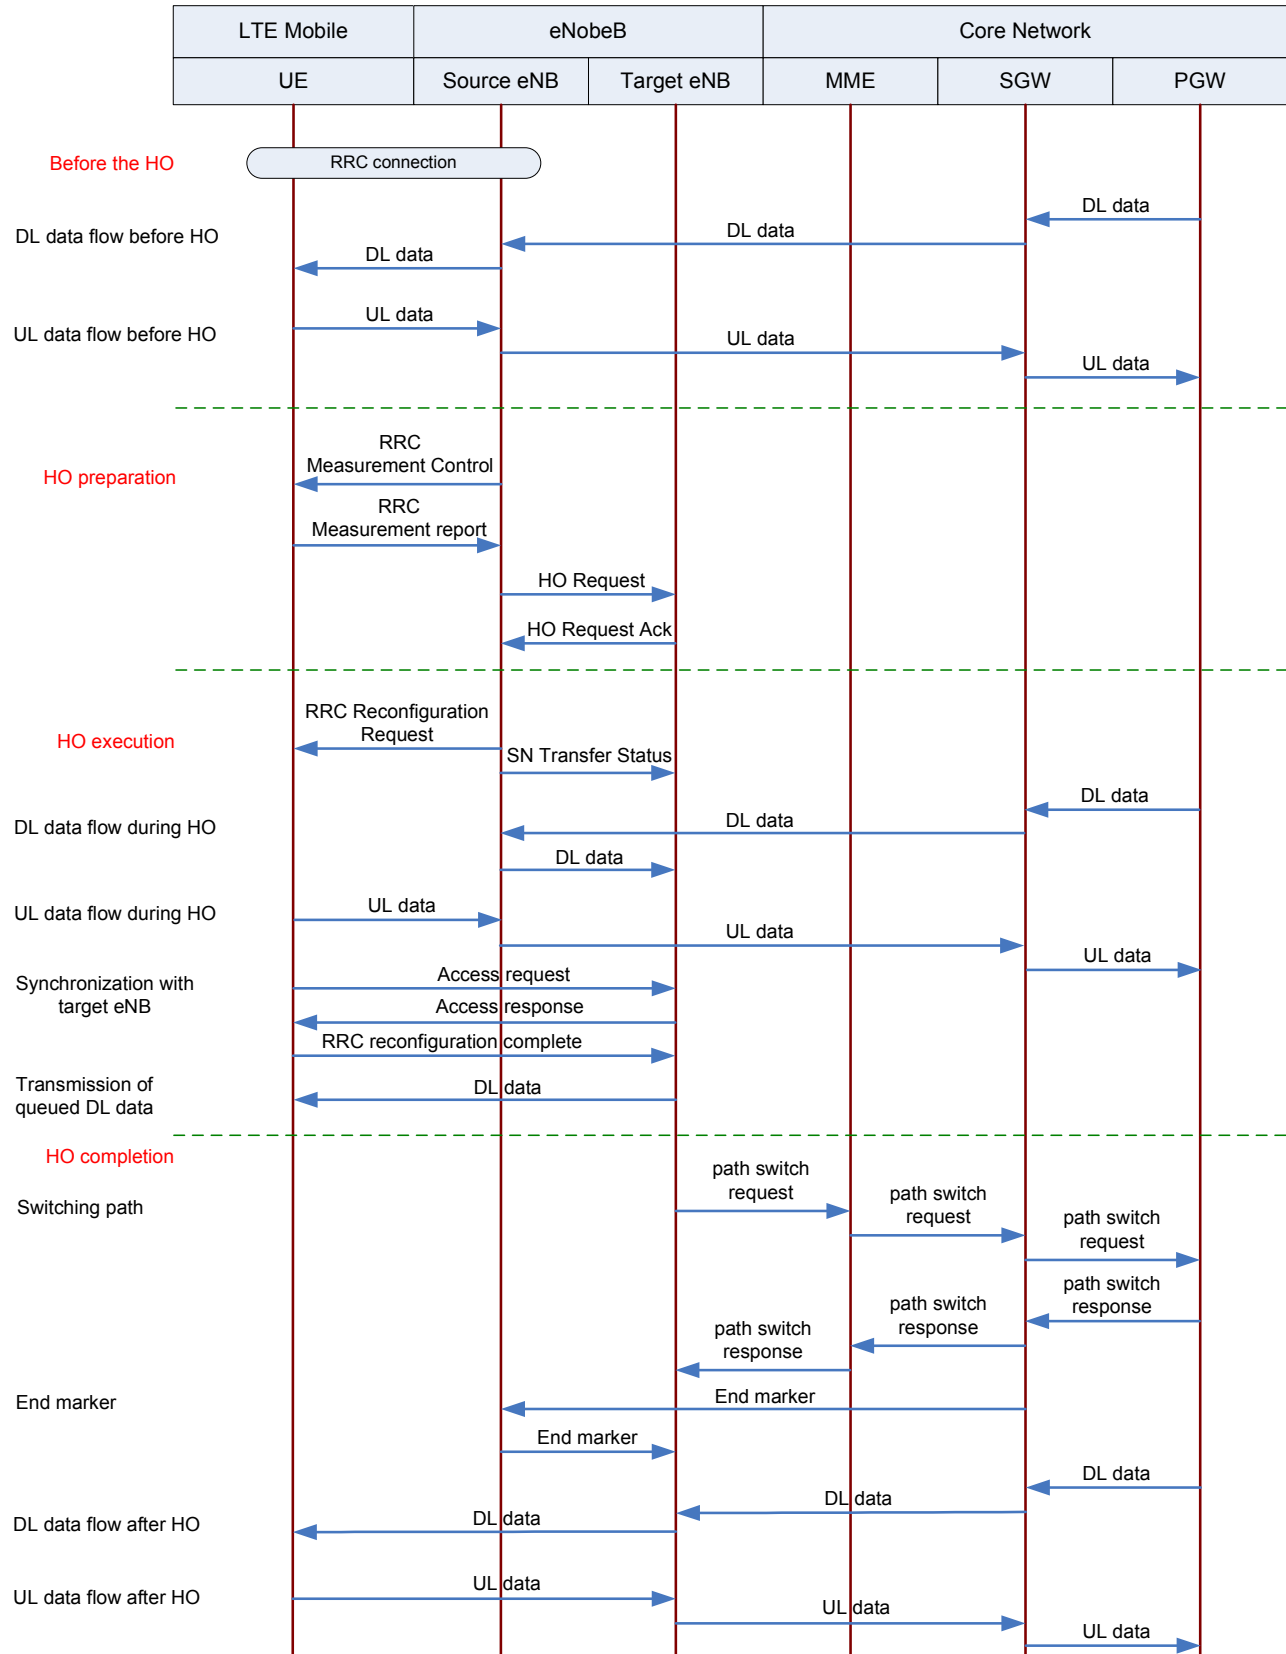 LTE Mobile
eNobeB
Core Network
UE
Source eNB
Target eNB
MME
SGW
PGW
Before the HO
RRC connection
DL data
DL data flow before HO
DL data
DL data
UL data
UL data flow before HO
UL data
UL data
RRC
Measurement Control
HO preparation
RRC
Measurement report
HO Request
HO Request Ack
RRC Reconfiguration
Request
HO execution
SN Transfer Status
DL data
DL data flow during HO
DL data
DL data
UL data flow during HO
UL data
UL data
UL data
Synchronization with
target eNB
Access request
Access response
RRC reconfiguration complete
Transmission of
queued DL data
DL data
HO completion
path switch
request
Switching path
path switch
request
path switch
request
path switch
response
path switch
response
path switch
response
End marker
End marker
End marker
DL data
DL data
DL data flow after HO
DL data
UL data flow after HO
UL data
UL data
UL data